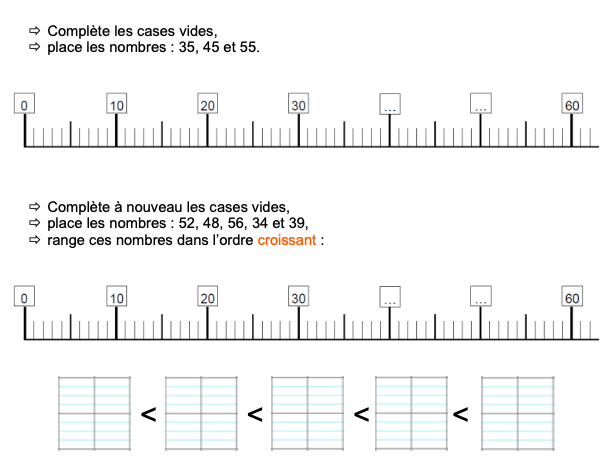 ⇨ Complète les cases vides,
⇨ place les nombres : 35, 45 et 55.
0 10 20 30 ... ... 60
⇨ Complète à nouveau les cases vides,
⇨ place les nombres : 52, 48, 56, 34 et 39,
⇨ range ces nombres dans l'ordre croissant :
0 10 20 30 ... ... 60
< < < <